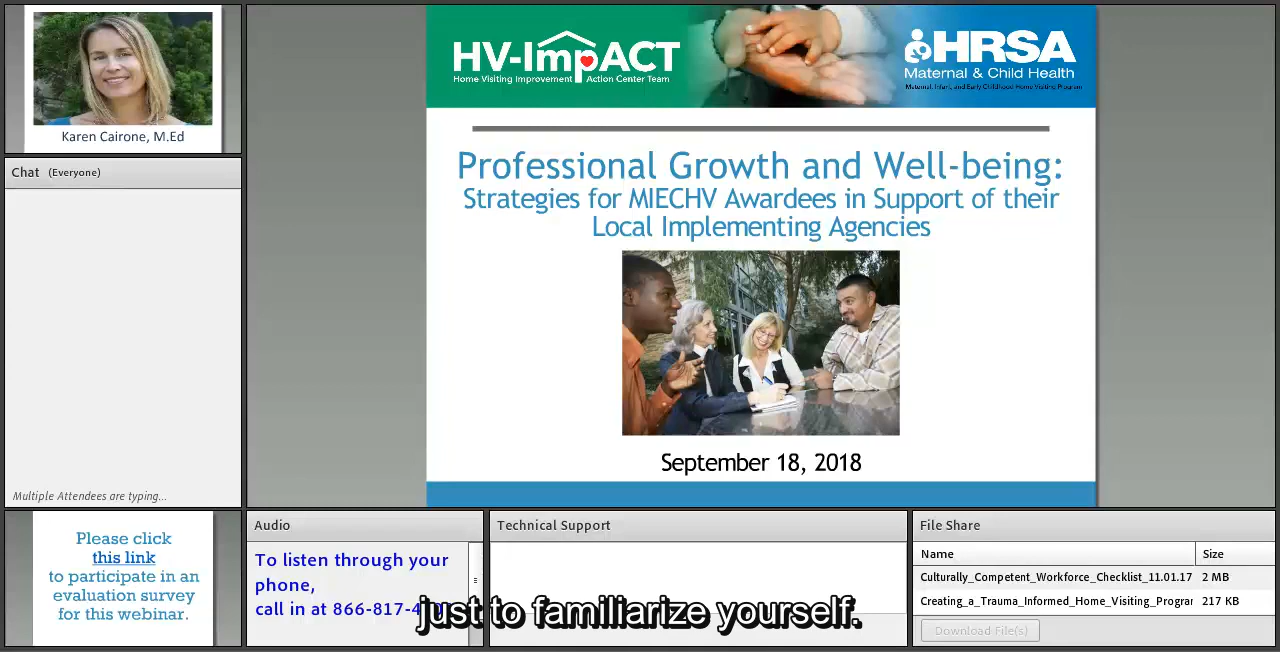 Karen Cairone, M.Ed
Chat (Everyone)
Multiple Attendees are typing...
HV-ImpACT
Home Visiting Improvement Action Center Team
HRSA
Maternal & Child Health
Maternal, Infant, and Early Childhood Home Visiting Program
Professional Growth and Well-being:
Strategies for MIECHV Awardees in Support of their
Local Implementing Agencies
September 18, 2018
Please click
this link
to participate in an
evaluation survey
for this webinar.
Audio
To listen through your
phone,
call in at 866-817-4
just to familiarize yourself.
Technical Support
File Share
Name Size
Culturally_Competent_Workforce_Checklist_11.01.17 2 MB
Creating_a_Trauma_Informed_Home_Visiting_Progra 217 KB
Download File(s)